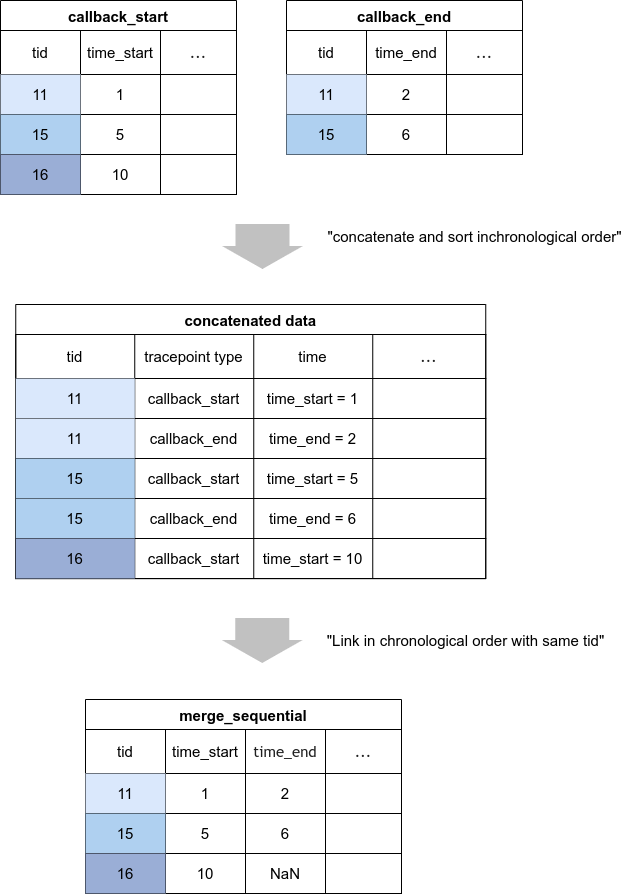 callback_start callback_end
tid time_start ... tid time_end ...
11 1 11 2
15 5 15 6
16 10
"concatenate and sort inchronological order"
concatenated data
tid tracepoint type time ...
11 callback_start time_start = 1
11 callback_end time_end = 2
15 callback_start time_start = 5
15 callback_end time_end = 6
16 callback_start time_start = 10
"Link in chronological order with same tid"
merge_sequential
tid time_start time_end ...
11 1 2
15 5 6
16 10 NaN